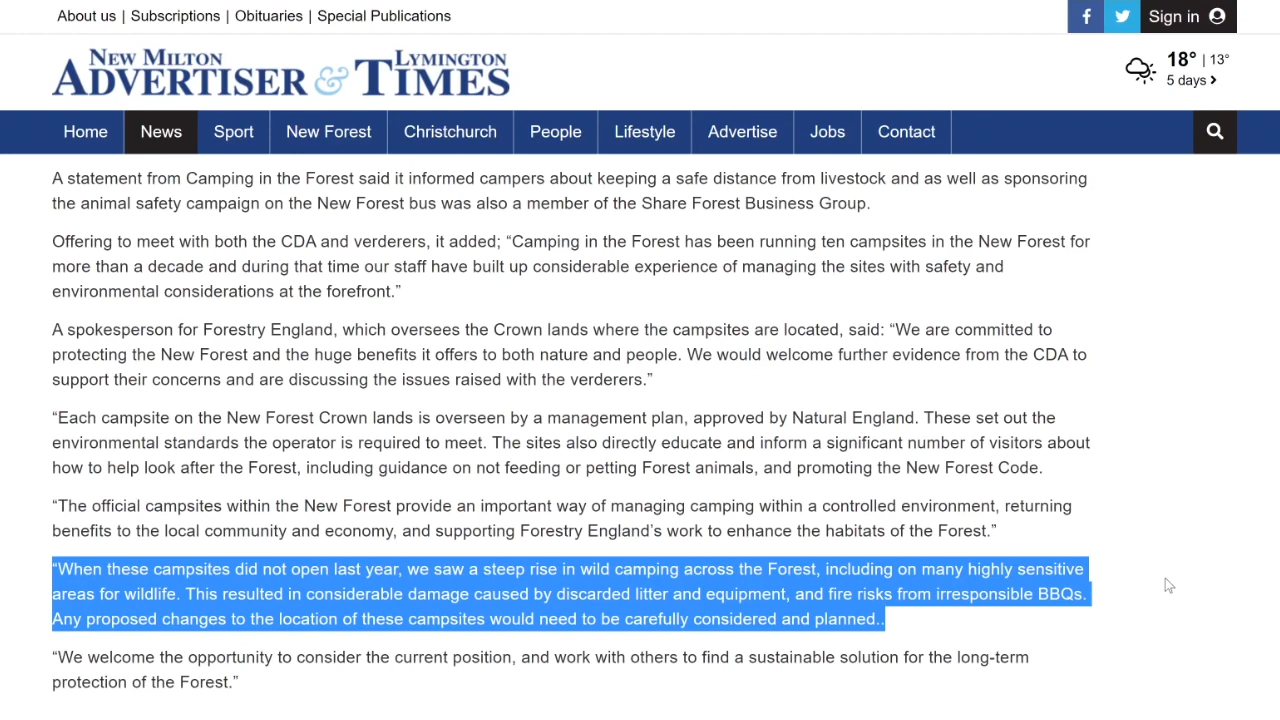 About us | Subscriptions | Obituaries | Special Publications
Sign in
New Milton Advertiser & Lymington Times
18° | 13°
5 days
Home News Sport New Forest Christchurch People Lifestyle Advertise Jobs Contact
A statement from Camping in the Forest said it informed campers about keeping a safe distance from livestock and as well as sponsoring
the animal safety campaign on the New Forest bus was also a member of the Share Forest Business Group.
Offering to meet with both the CDA and verderers, it added; “Camping in the Forest has been running ten campsites in the New Forest for
more than a decade and during that time our staff have built up considerable experience of managing the sites with safety and
environmental considerations at the forefront.”
A spokesperson for Forestry England, which oversees the Crown lands where the campsites are located, said: “We are committed to
protecting the New Forest and the huge benefits it offers to both nature and people. We would welcome further evidence from the CDA to
support their concerns and are discussing the issues raised with the verderers.”
“Each campsite on the New Forest Crown lands is overseen by a management plan, approved by Natural England. These set out the
environmental standards the operator is required to meet. The sites also directly educate and inform a significant number of visitors about
how to help look after the Forest, including guidance on not feeding or petting Forest animals, and promoting the New Forest Code.
“The official campsites within the New Forest provide an important way of managing camping within a controlled environment, returning
benefits to the local community and economy, and supporting Forestry England’s work to enhance the habitats of the Forest.”
“When these campsites did not open last year, we saw a steep rise in wild camping across the Forest, including on many highly sensitive
areas for wildlife. This resulted in considerable damage caused by discarded litter and equipment, and fire risks from irresponsible BBQs.
Any proposed changes to the location of these campsites would need to be carefully considered and planned..
“We welcome the opportunity to consider the current position, and work with others to find a sustainable solution for the long-term
protection of the Forest.”